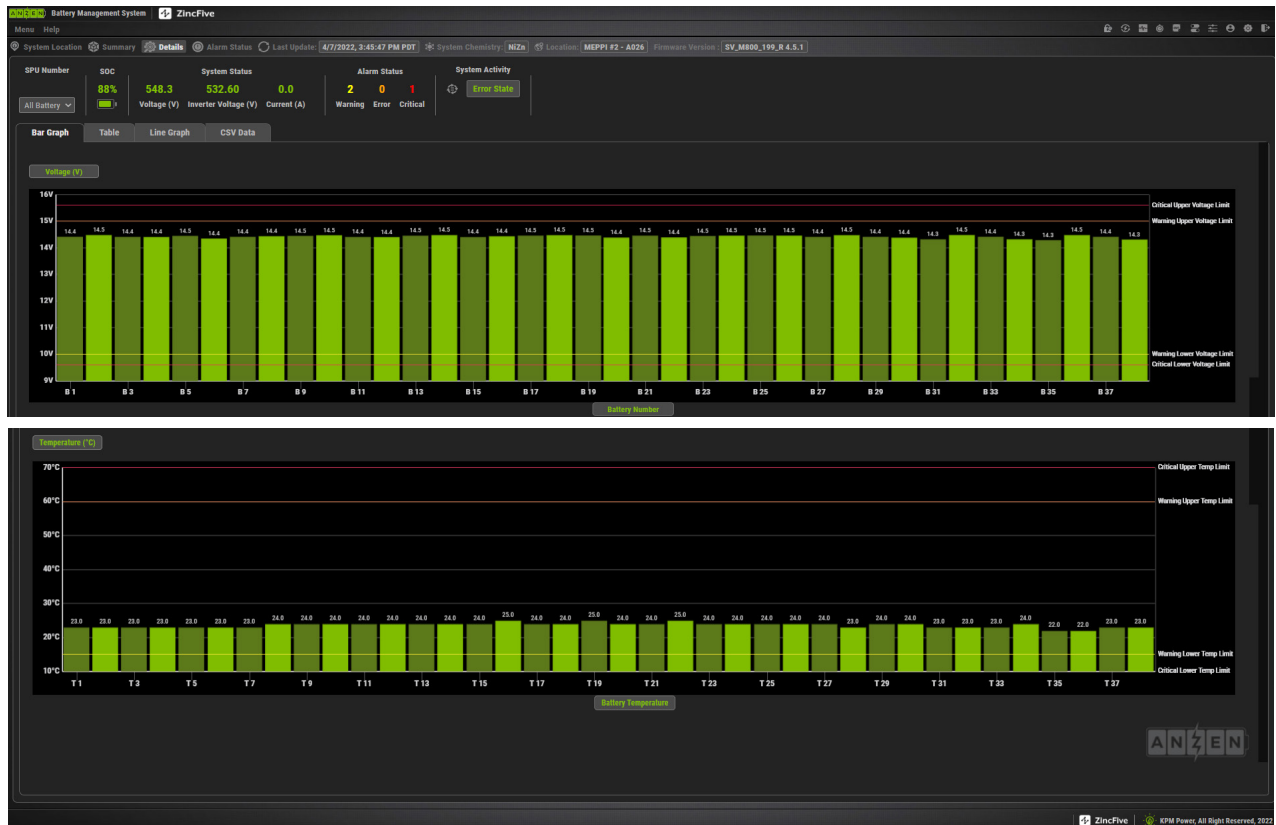 ANZEN Battery Management System ZincFive
Menu Help
System Location Summary Details Alarm Status Last Update: 4/7/2022, 3:45:47 PM PDT System Chemistry: NiZn Location: MEPPI #2 - A026 Firmware Version : SV_M800_199_R 4.5.1
SPU Number SOC System Status Alarm Status System Activity
88% 548.3 532.60 0.0 2 0 1 Error State
All Battery Voltage (V) Inverter Voltage (V) Current (A) Warning Error Critical
Bar Graph Table Line Graph CSV Data
Voltage (V)
16V
Critical Upper Voltage Limit
15V Warning Upper Voltage Limit
14.4 14.5 14.4 14.4 14.5 14.4 14.4 14.4 14.5 14.5 14.4 14.4 14.5 14.5 14.4 14.5 14.5 14.5 14.5 14.4 14.5 14.4 14.5 14.5 14.5 14.5 14.4 14.5 14.4 14.4 14.3 14.5 14.4 14.3 14.3 14.5 14.4 14.3
14V
13V
12V
11V
10V Warning Lower Voltage Limit
Critical Lower Voltage Limit
9V
B 1 B 3 B 5 B 7 B 9 B 11 B 13 B 15 B 17 B 19 B 21 B 23 B 25 B 27 B 29 B 31 B 33 B 35 B 37
Battery Number
Temperature (°C)
70°C Critical Upper Temp Limit
60°C Warning Upper Temp Limit
50°C
40°C
30°C
23.0 23.0 23.0 23.0 23.0 23.0 23.0 24.0 24.0 24.0 24.0 24.0 24.0 24.0 24.0 25.0 24.0 24.0 25.0 24.0 24.0 25.0 24.0 24.0 24.0 24.0 24.0 23.0 24.0 24.0 23.0 23.0 23.0 24.0 22.0 22.0 23.0 23.0
20°C
Warning Lower Temp Limit
10°C Critical Lower Temp Limit
T 1 T 3 T 5 T 7 T 9 T 11 T 13 T 15 T 17 T 19 T 21 T 23 T 25 T 27 T 29 T 31 T 33 T 35 T 37
Battery Temperature
ANZEN
ZincFive KPM Power, All Right Reserved, 2022